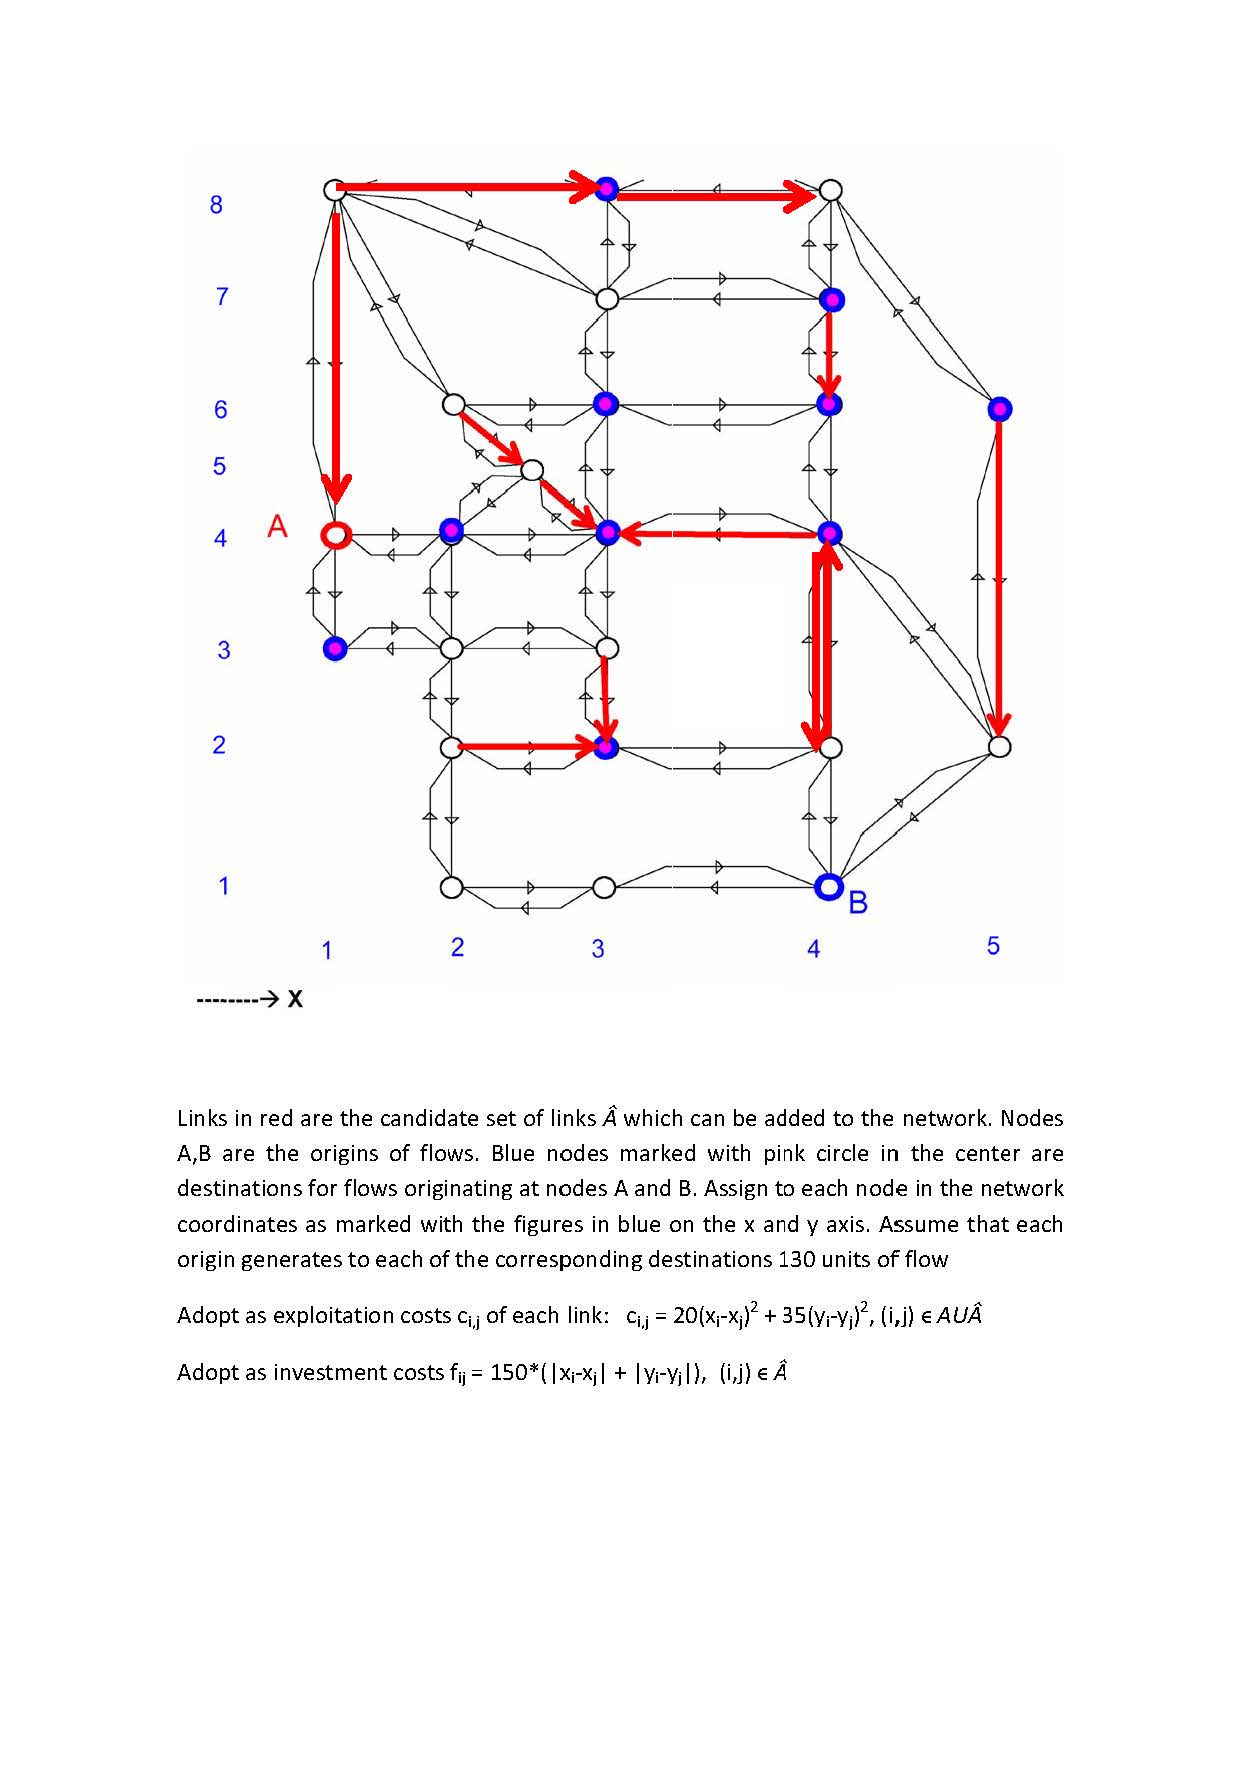 8
7
6
5
A
4
3
2
1
B
1 2 3 4 5
--------→ X
Links in red are the candidate set of links Â which can be added to the network. Nodes
A,B are the origins of flows. Blue nodes marked with pink circle in the center are
destinations for flows originating at nodes A and B. Assign to each node in the network
coordinates as marked with the figures in blue on the x and y axis. Assume that each
origin generates to each of the corresponding destinations 130 units of flow
Adopt as exploitation costs c_{i,j} of each link: c_{i,j} = 20(x_i-x_j)^2 + 35(y_i-y_j)^2, (i,j) ϵ AUÂ
Adopt as investment costs f_{ij} = 150*(|x_i-x_j| + |y_i-y_j|), (i,j) ϵ Â